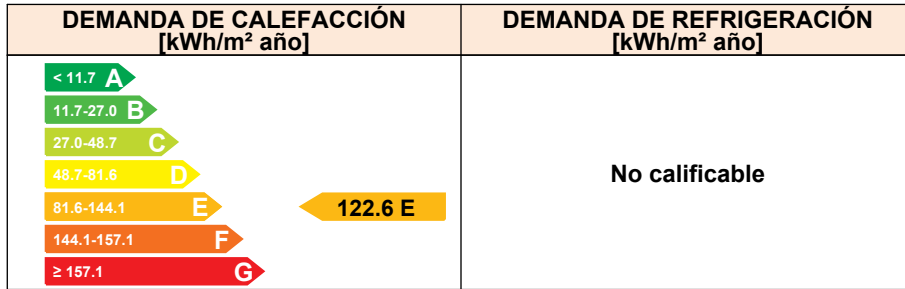 DEMANDA DE CALEFACCIÓN
[kWh/m² año]
DEMANDA DE REFRIGERACIÓN
[kWh/m² año]
< 11.7 A
11.7-27.0 B
27.0-48.7 C
48.7-81.6 D
81.6-144.1 E
122.6 E
144.1-157.1 F
≥ 157.1 G
No calificable